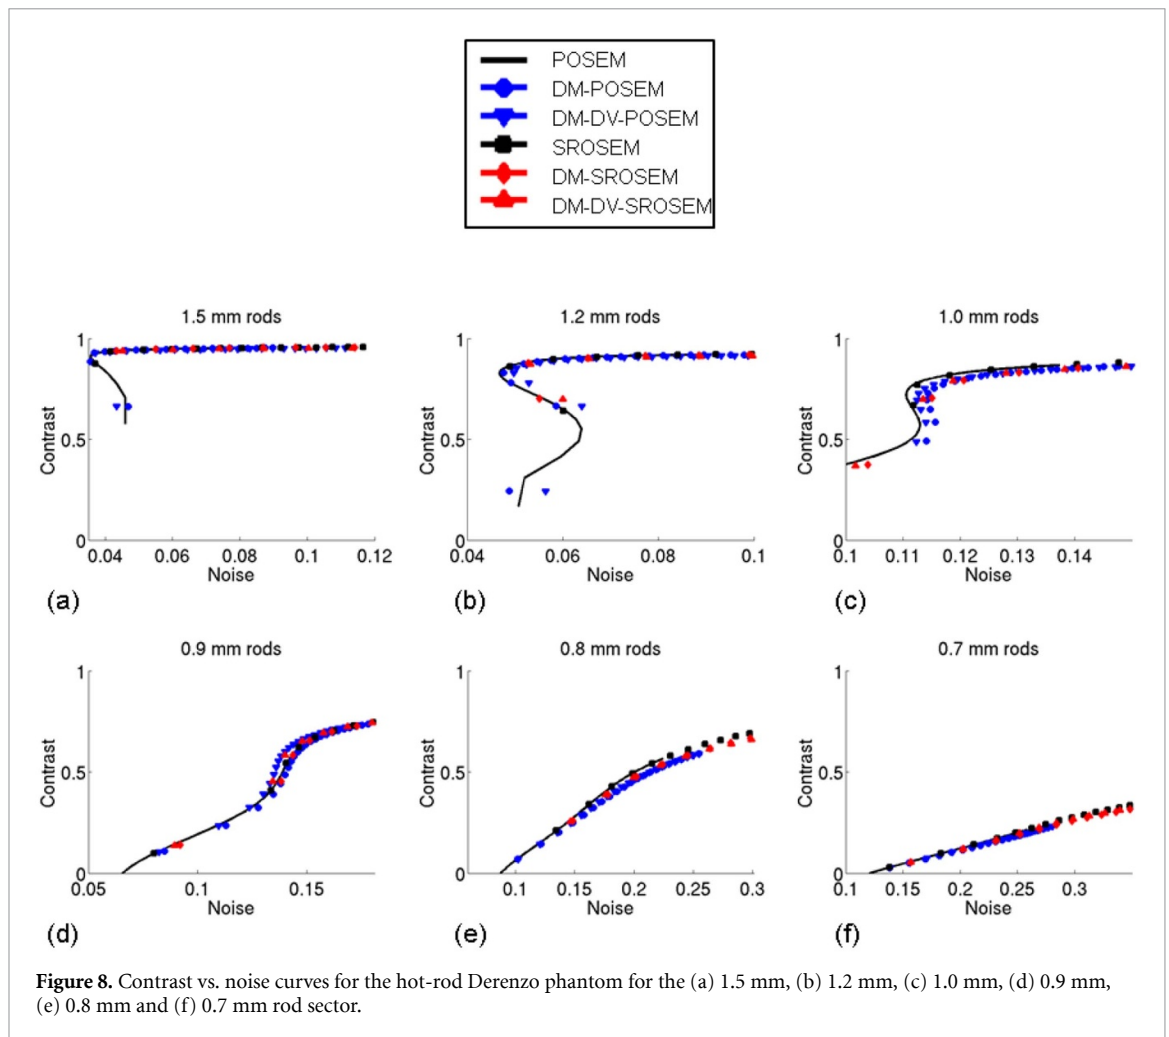 POSEM
DM-POSEM
DM-DV-POSEM
SROSEM
DM-SROSEM
DM-DV-SROSEM
1.5 mm rods
1
0.5
0
Contrast
0.04 0.06 0.08 0.1 0.12
Noise
(a)
1.2 mm rods
1
0.5
0
Contrast
0.04 0.06 0.08 0.1
Noise
(b)
1.0 mm rods
1
0.5
0
Contrast
0.1 0.11 0.12 0.13 0.14
Noise
(c)
0.9 mm rods
1
0.5
0
Contrast
0.05 0.1 0.15
Noise
(d)
0.8 mm rods
1
0.5
0
Contrast
0.1 0.15 0.2 0.25 0.3
Noise
(e)
0.7 mm rods
1
0.5
0
Contrast
0.1 0.15 0.2 0.25 0.3
Noise
(f)
Figure 8. Contrast vs. noise curves for the hot-rod Derenzo phantom for the (a) 1.5 mm, (b) 1.2 mm, (c) 1.0 mm, (d) 0.9 mm,
(e) 0.8 mm and (f) 0.7 mm rod sector.